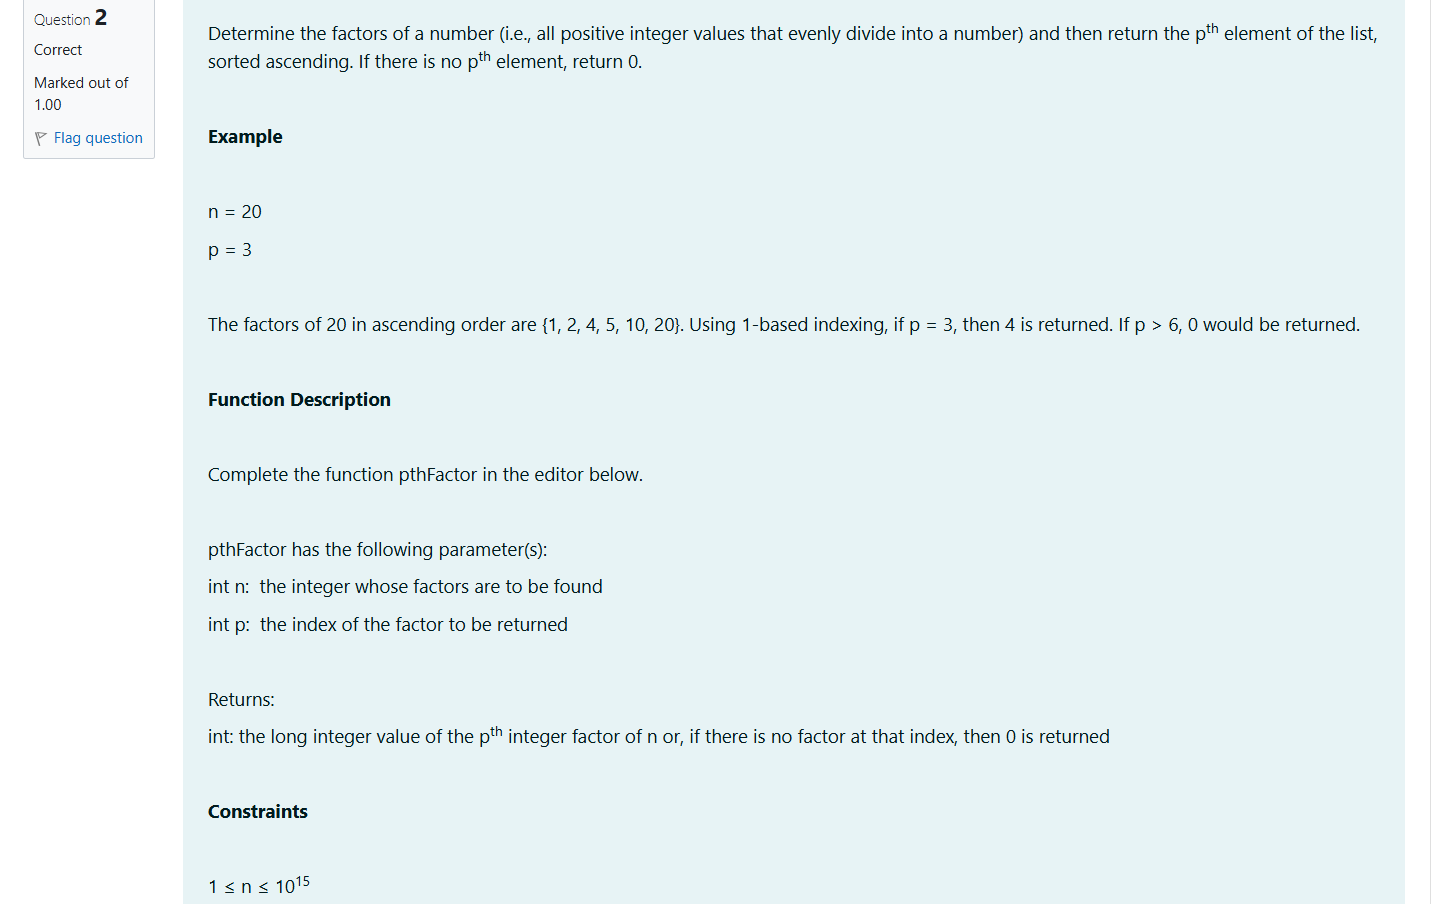 Question 2
Correct
Marked out of
1.00
Flag question
Determine the factors of a number (i.e., all positive integer values that evenly divide into a number) and then return the pth element of the list,
sorted ascending. If there is no pth element, return 0.
Example
n = 20
p = 3
The factors of 20 in ascending order are {1, 2, 4, 5, 10, 20}. Using 1-based indexing, if p = 3, then 4 is returned. If p > 6, 0 would be returned.
Function Description
Complete the function pthFactor in the editor below.
pthFactor has the following parameter(s):
int n:  the integer whose factors are to be found
int p:  the index of the factor to be returned
Returns:
int: the long integer value of the pth integer factor of n or, if there is no factor at that index, then 0 is returned
Constraints
1 ≤ n ≤ 10¹⁵